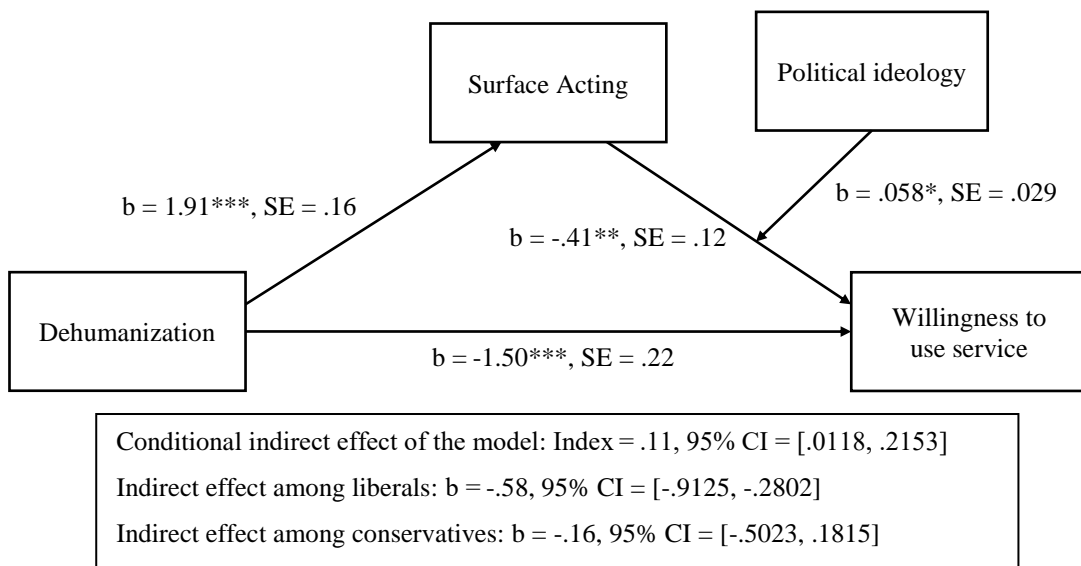 Surface Acting
Political ideology
b = 1.91***, SE = .16
b = .058*, SE = .029
b = -.41**, SE = .12
Dehumanization
Willingness to
use service
b = -1.50***, SE = .22
Conditional indirect effect of the model: Index = .11, 95% CI = [.0118, .2153]
Indirect effect among liberals: b = -.58, 95% CI = [-.9125, -.2802]
Indirect effect among conservatives: b = -.16, 95% CI = [-.5023, .1815]